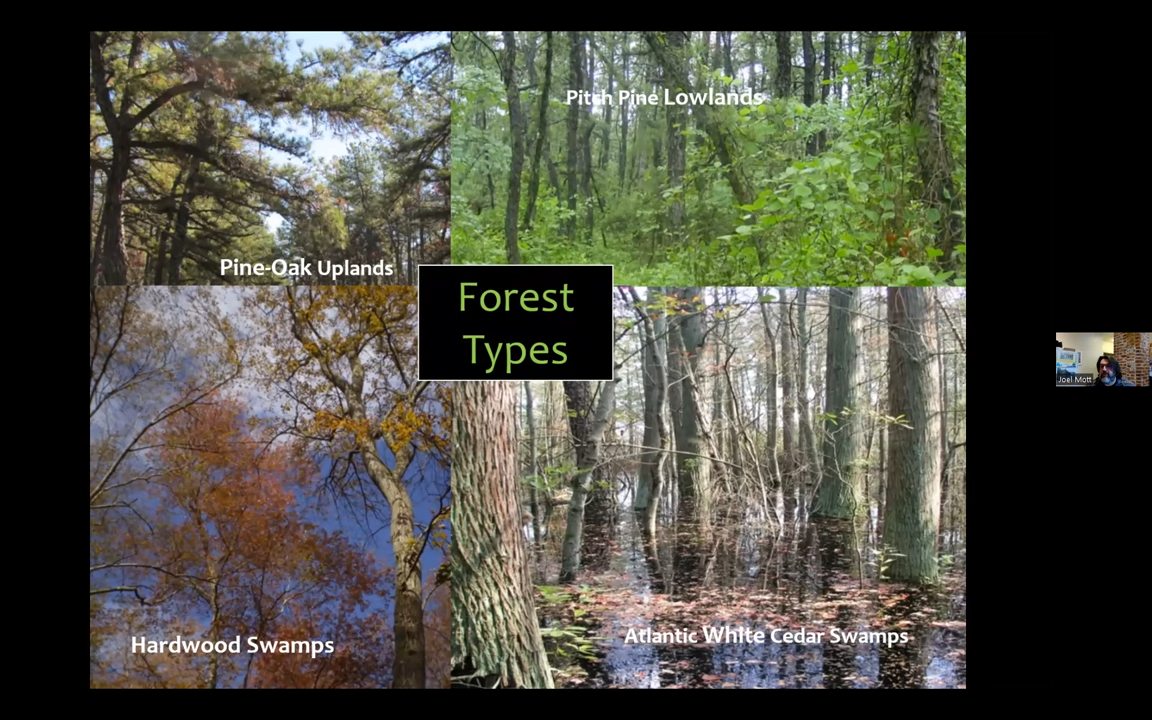 Pitch Pine Lowlands
Pine-Oak Uplands
Forest
Types
Hardwood Swamps
Atlantic White Cedar Swamps
Joel Mott